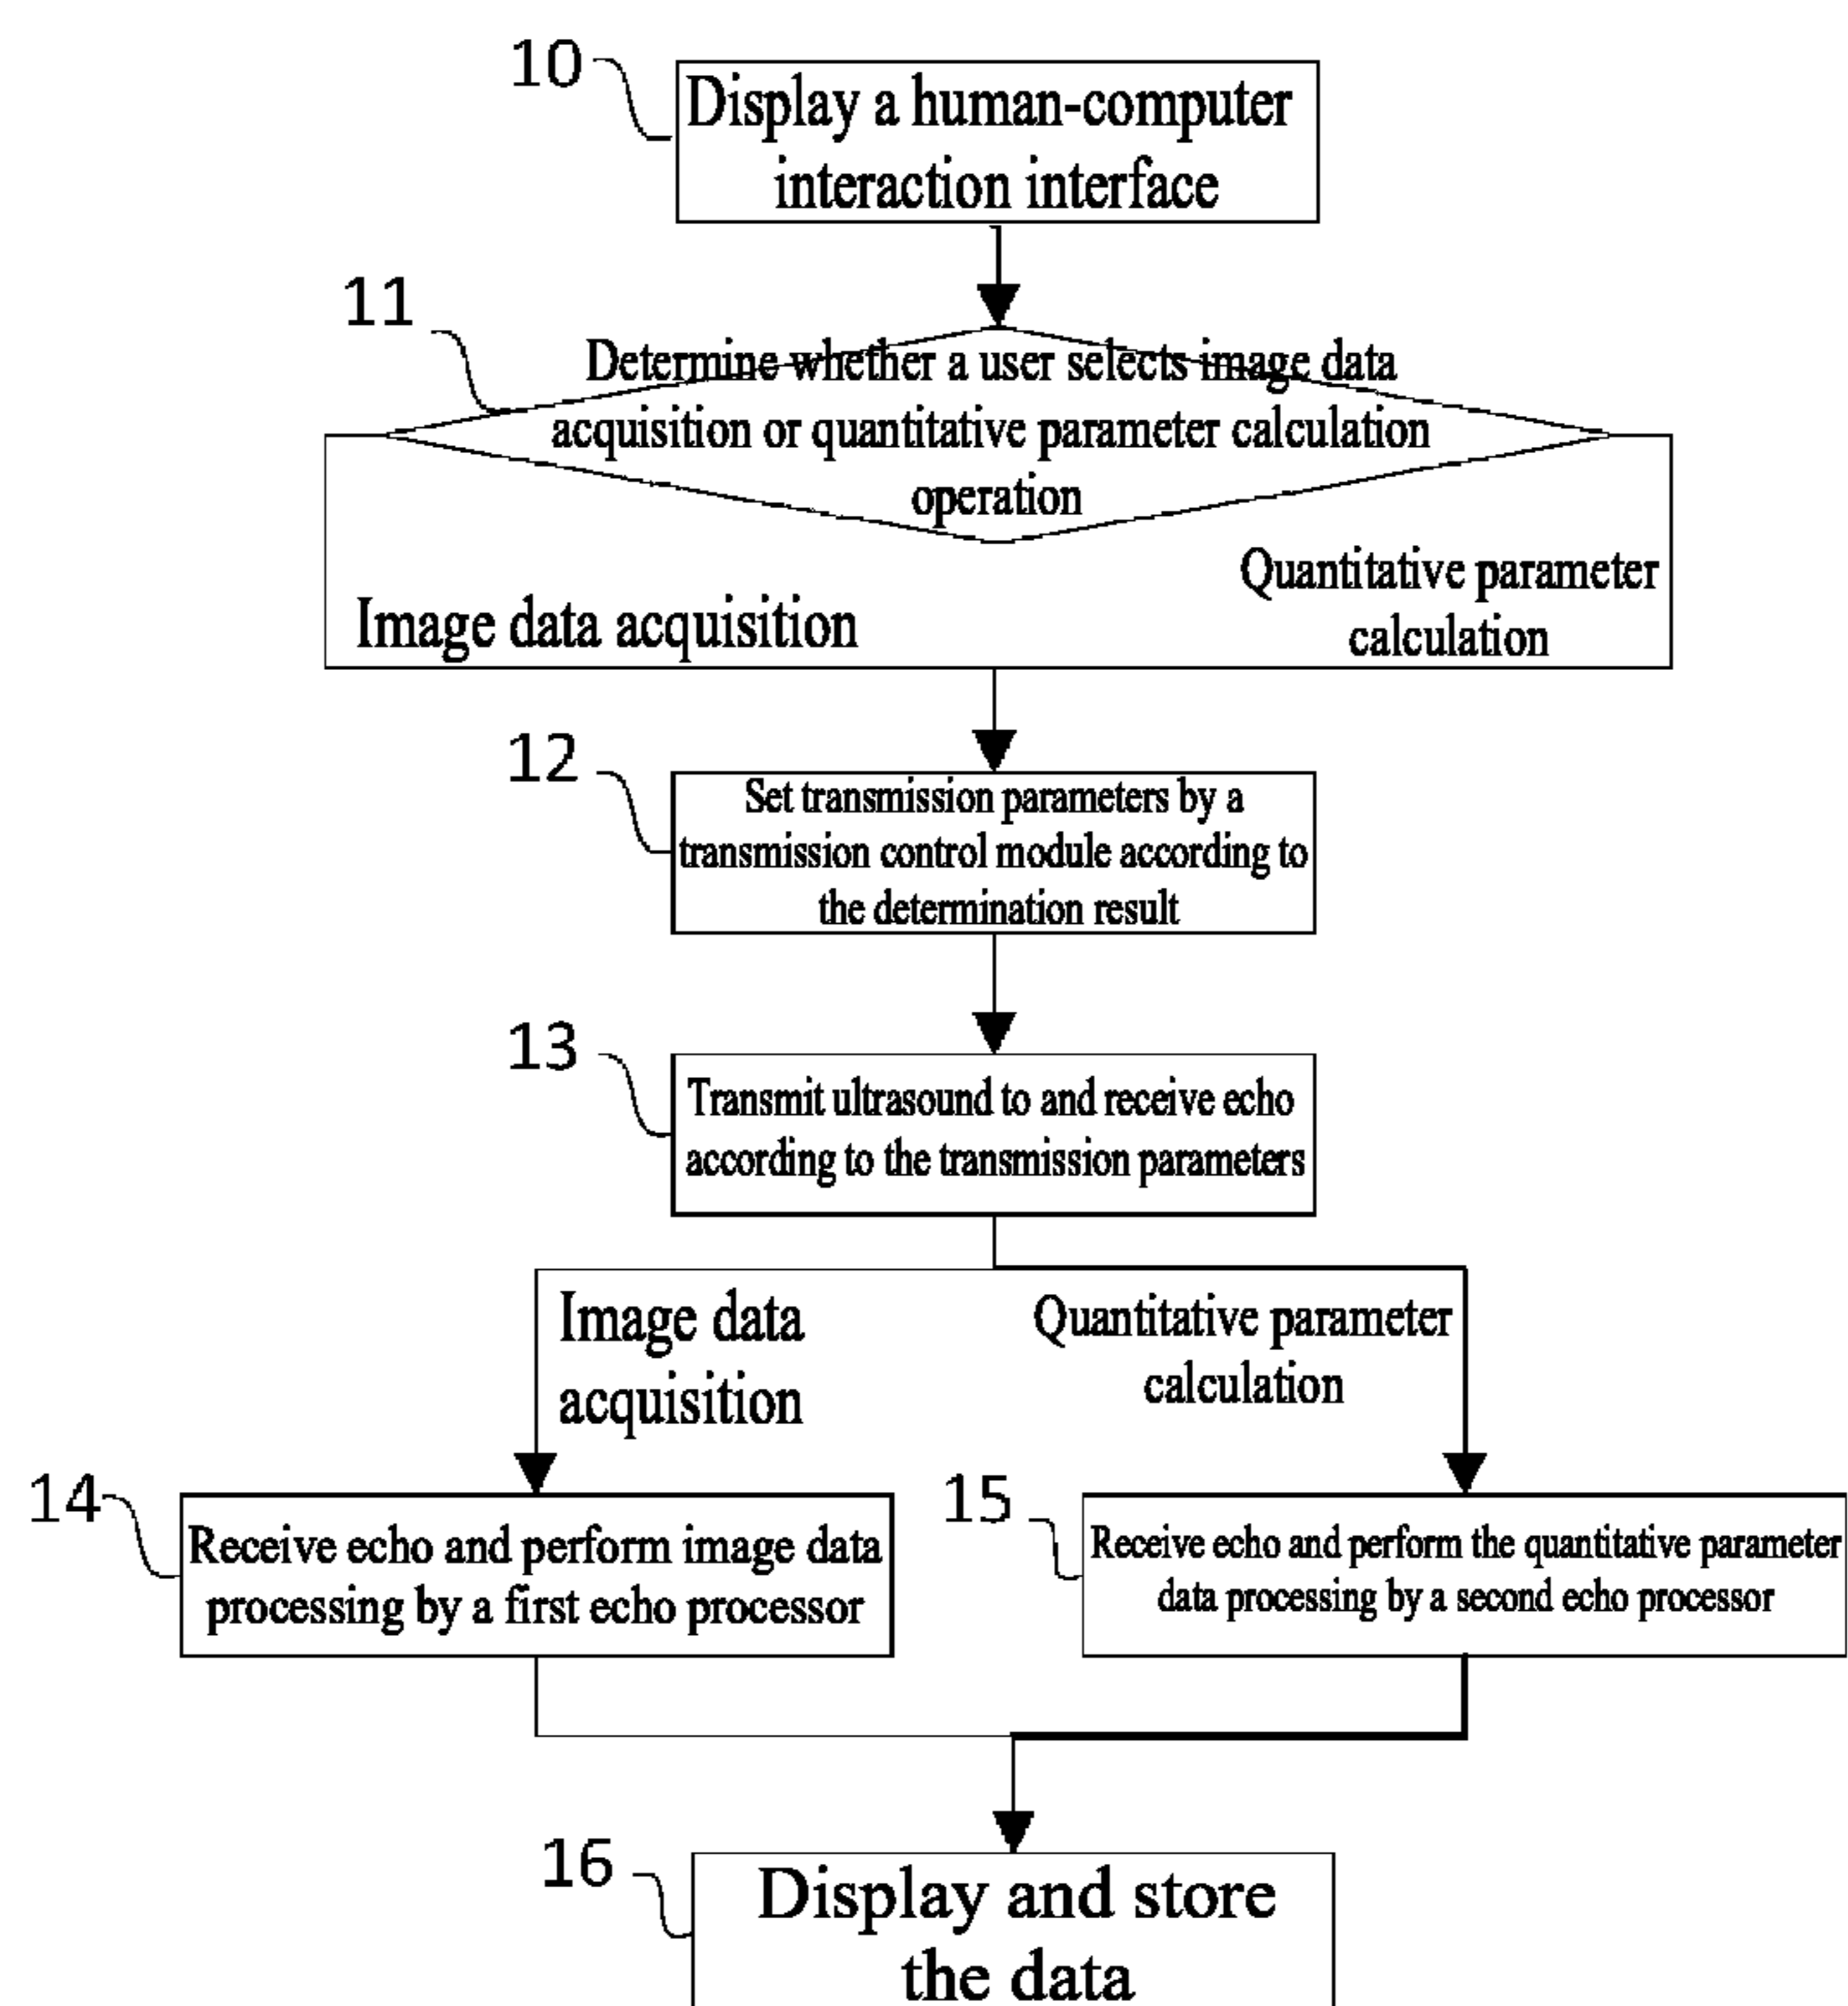 10
Display a human-computer
interaction interface
11
Determine whether a user selects image data
acquisition or quantitative parameter calculation
operation
Image data acquisition
Quantitative parameter
calculation
12
Set transmission parameters by a
transmission control module according to
the determination result
13
Transmit ultrasound to and receive echo
according to the transmission parameters
Image data
acquisition
Quantitative parameter
calculation
14
Receive echo and perform image data
processing by a first echo processor
15
Receive echo and perform the quantitative parameter
data processing by a second echo processor
16
Display and store
the data